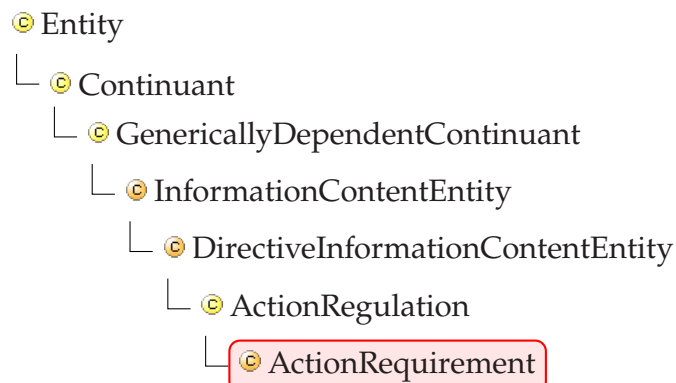 C Entity
C Continuant
C GenericallyDependentContinuant
C InformationContentEntity
C DirectiveInformationContentEntity
C ActionRegulation
C ActionRequirement